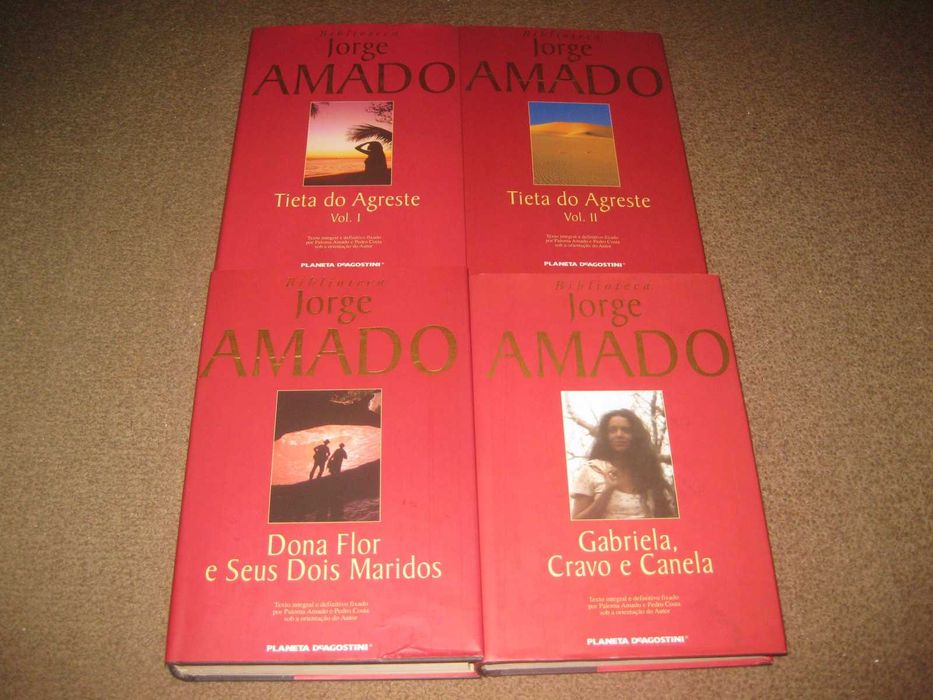 Biblioteca
Jorge
AMADO
Tieta do Agreste
Vol. I
Texto integral e definitivo fixado
por Paloma Amado e Pedro Costa
sob a orientação do Autor
PLANETA DEAGOSTINI
Biblioteca
Jorge
AMADO
Tieta do Agreste
Vol. II
Texto integral e definitivo fixado
por Paloma Amado e Pedro Costa
sob a orientação do Autor
PLANETA DEAGOSTINI
Biblioteca
Jorge
AMADO
Dona Flor
e Seus Dois Maridos
Texto integral e definitivo fixado
por Paloma Amado e Pedro Costa
sob a orientação do Autor
PLANETA DEAGOSTINI
Biblioteca
Jorge
AMADO
Gabriela,
Cravo e Canela
Texto integral e definitivo fixado
por Paloma Amado e Pedro Costa
sob a orientação do Autor
PLANETA DEAGOSTINI